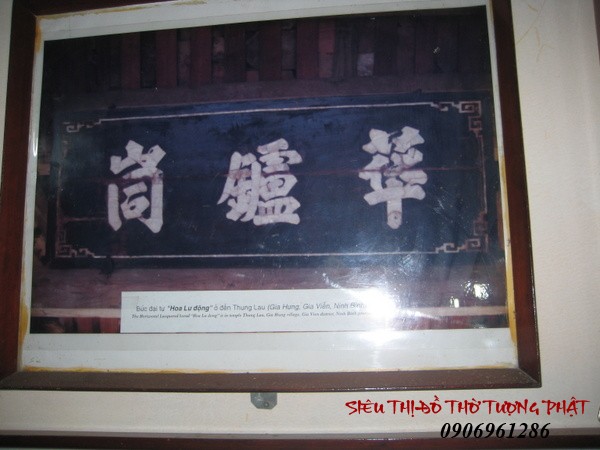 華鑪峝
Bức đại tự "Hoa Lư động" ở đền Thung Lau (Gia Hưng, Gia Viễn, Ninh Bình
The Horizontal lacquered board "Hoa Lu dong" is in temple Thung Lau, Gia Hung village, Gia Vien district, Ninh Binh
SIÊU THỊ ĐỒ THỜ TƯỢNG PHẬT
0906961286